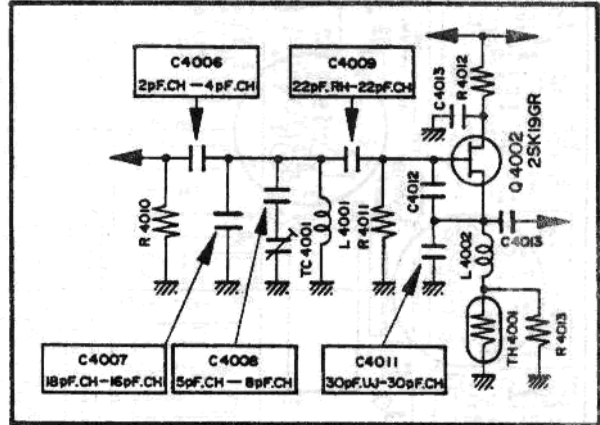 C4006
2pF.CH — 4pF.CH
C4009
22pF.RH-22pF.CH
C4013
R4012
Q4002
2SK19GR
R4010
TC4001
L4001
R4011
C4012
C4013
L4002
TH4001
R4013
C4007
18pF.CH-16pF.CH
C4008
5pF.CH — 8pF.CH
C4011
30pF.UJ-30pF.CH